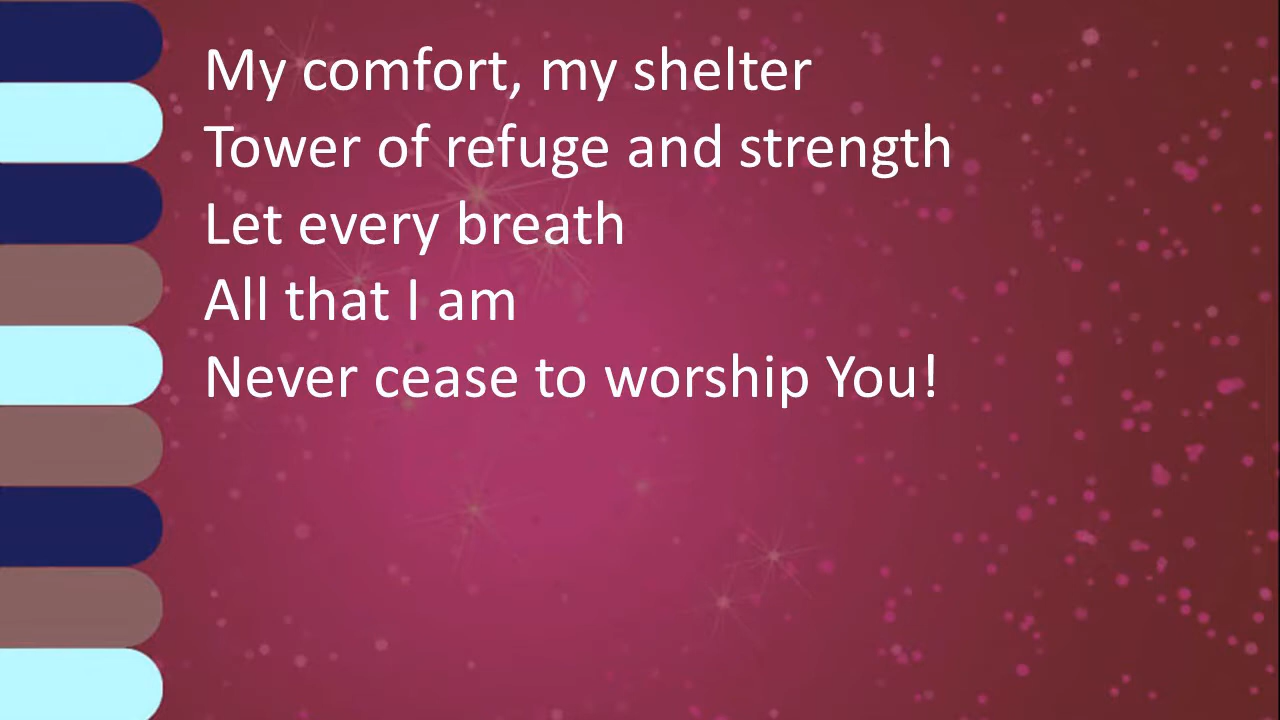 My comfort, my shelter
Tower of refuge and strength
Let every breath
All that I am
Never cease to worship You!